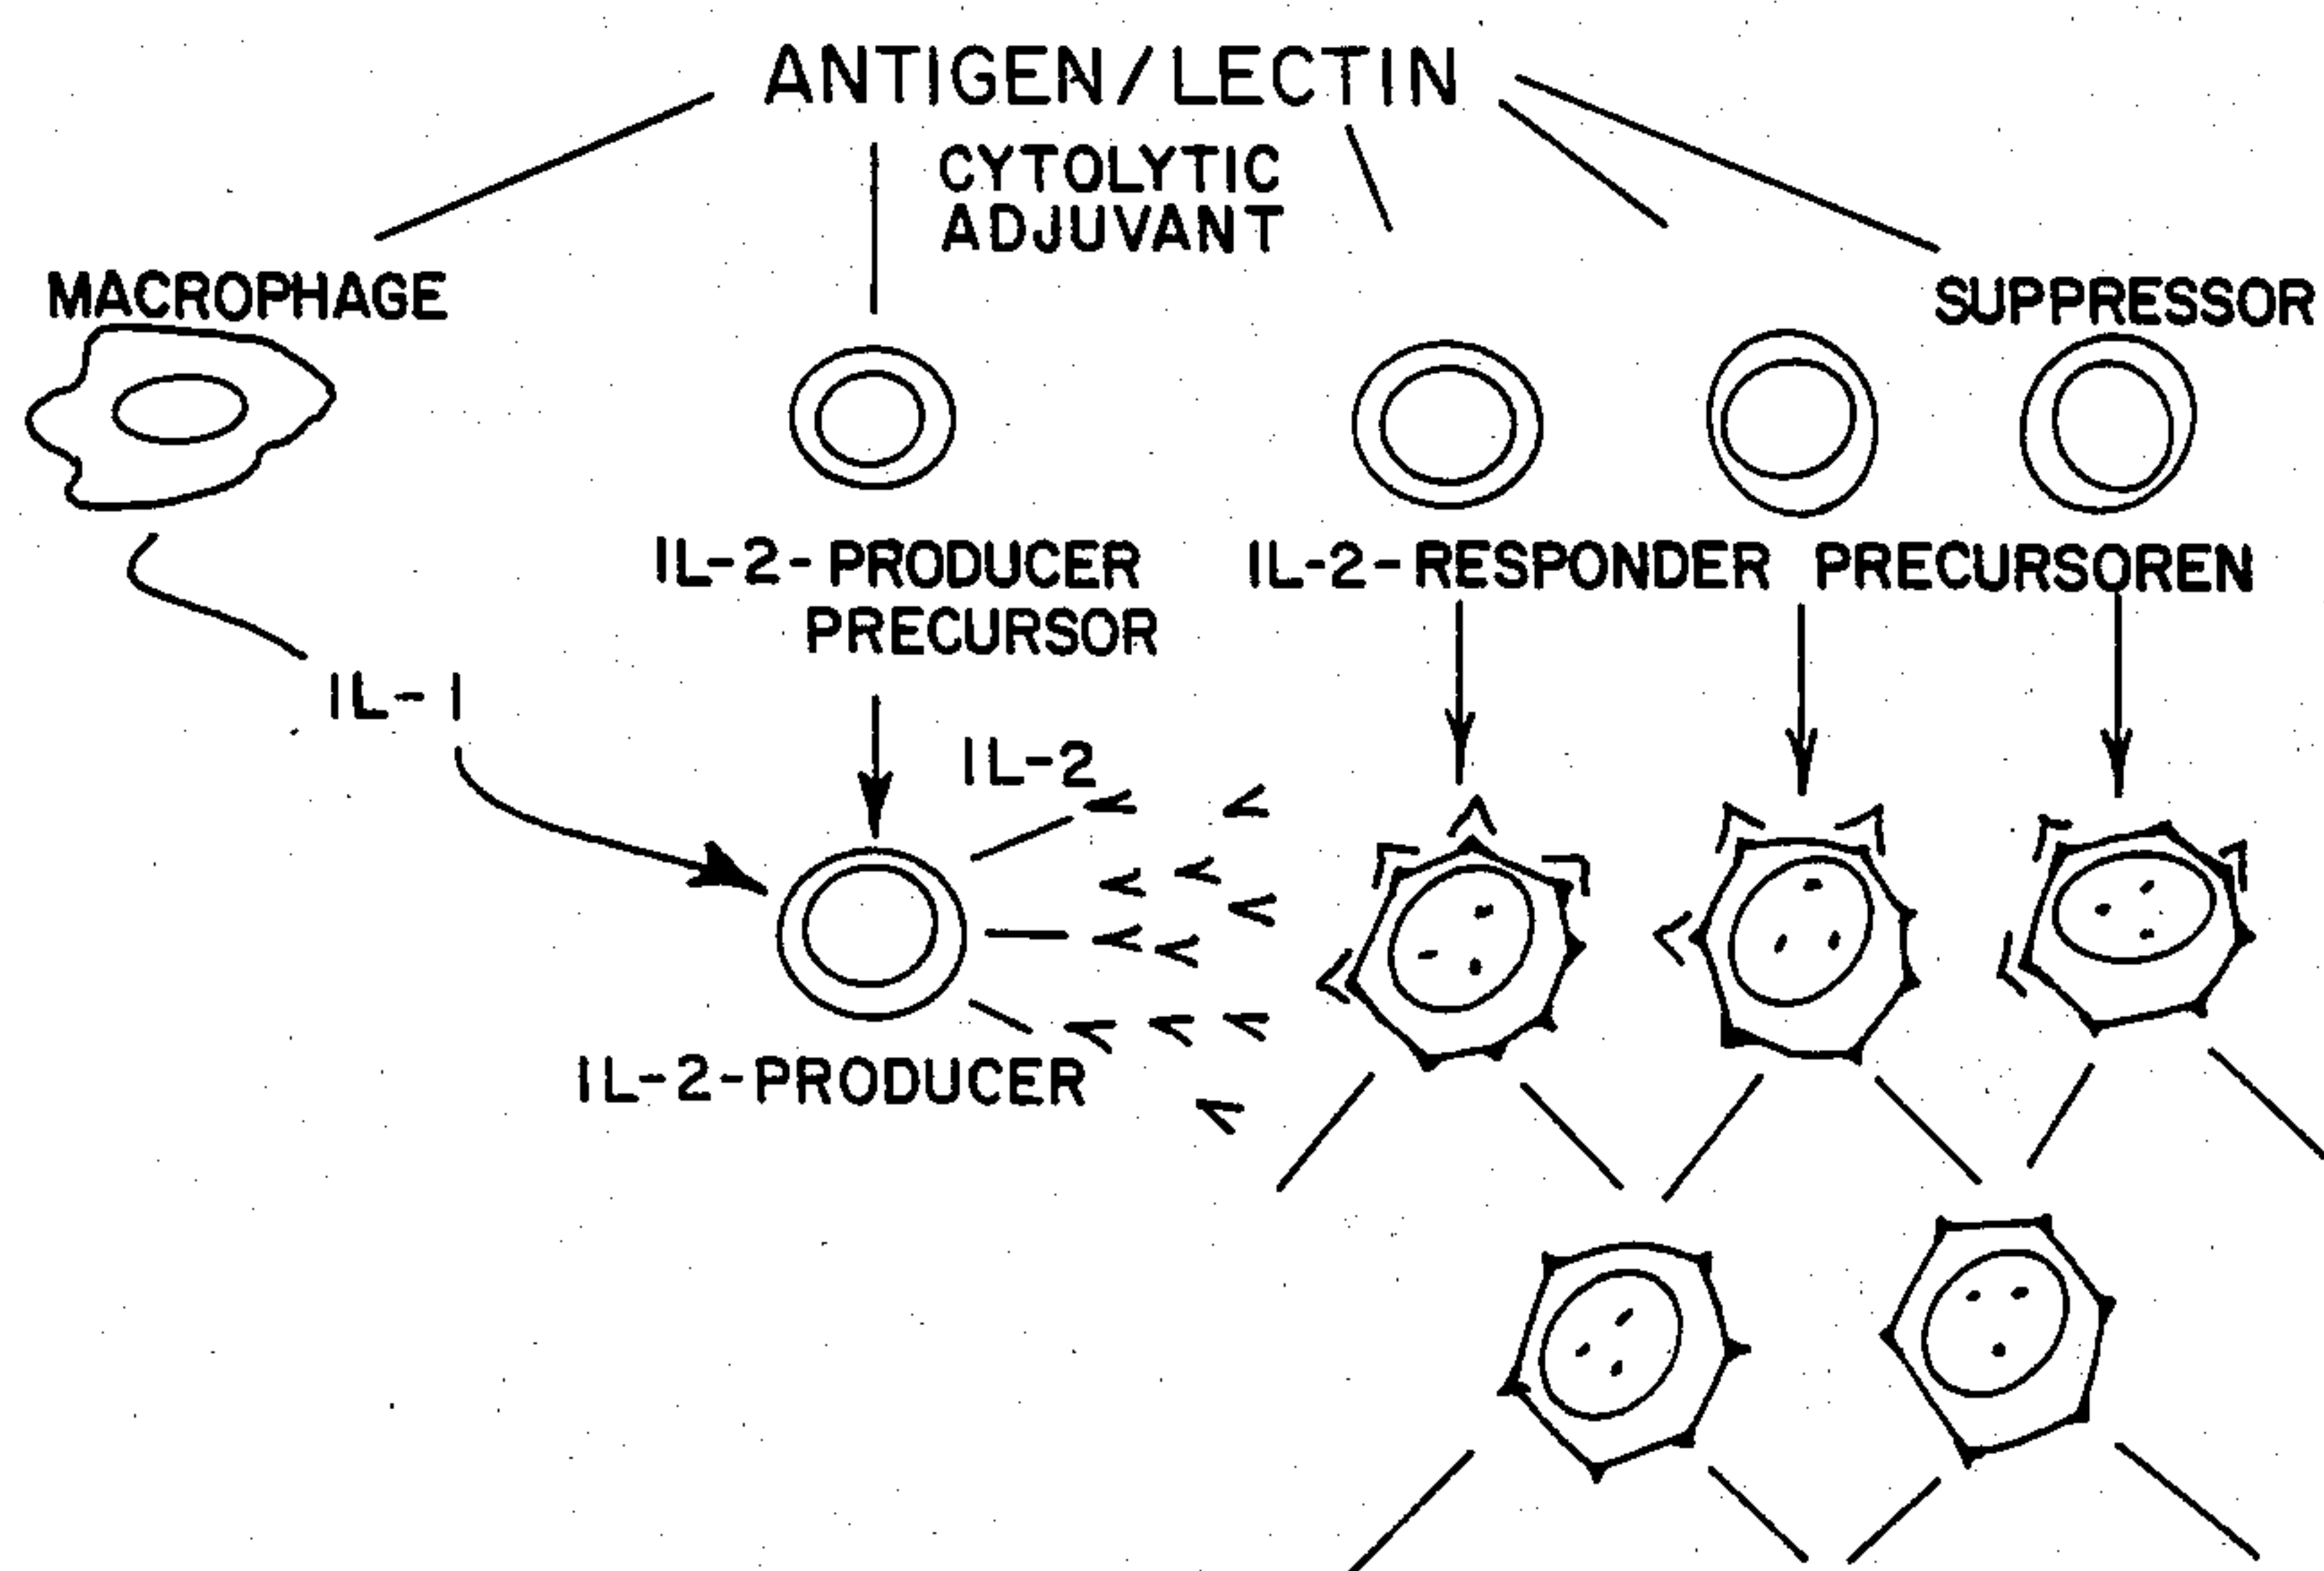 ANTIGEN/LECTIN
CYTOLYTIC
ADJUVANT
MACROPHAGE
SUPPRESSOR
IL-2-PRODUCER
PRECURSOR
IL-2-RESPONDER PRECURSOREN
IL-1
IL-2
IL-2-PRODUCER